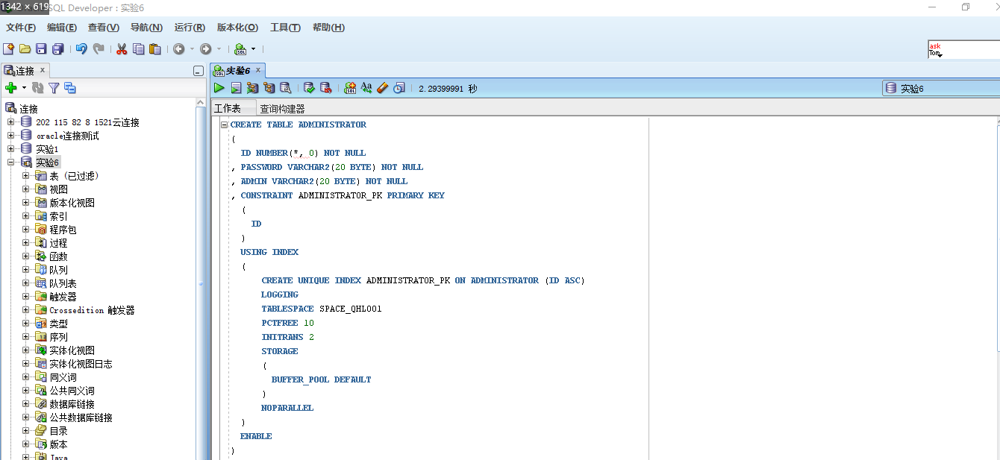 1342 × 619
SQL Developer : 实验6
文件(F) 编辑(E) 查看(V) 导航(N) 运行(R) 版本化(O) 工具(T) 帮助(H)
ask
Tom
连接 x
实验6 x
2.29399991 秒
实验6
工作表 查询构建器
连接
202 115 82 8 1521云连接
oracle连接测试
实验1
实验6
表 (已过滤)
视图
版本化视图
索引
程序包
过程
函数
队列
队列表
触发器
Crossedition 触发器
类型
序列
实体化视图
实体化视图日志
同义词
公共同义词
数据库链接
公共数据库链接
目录
版本
Java
CREATE TABLE ADMINISTRATOR
(
ID NUMBER(*, 0) NOT NULL
, PASSWORD VARCHAR2(20 BYTE) NOT NULL
, ADMIN VARCHAR2(20 BYTE) NOT NULL
, CONSTRAINT ADMINISTRATOR_PK PRIMARY KEY
(
ID
)
USING INDEX
(
CREATE UNIQUE INDEX ADMINISTRATOR_PK ON ADMINISTRATOR (ID ASC)
LOGGING
TABLESPACE SPACE_QHL001
PCTFREE 10
INITRANS 2
STORAGE
(
BUFFER_POOL DEFAULT
)
NOPARALLEL
)
ENABLE
)